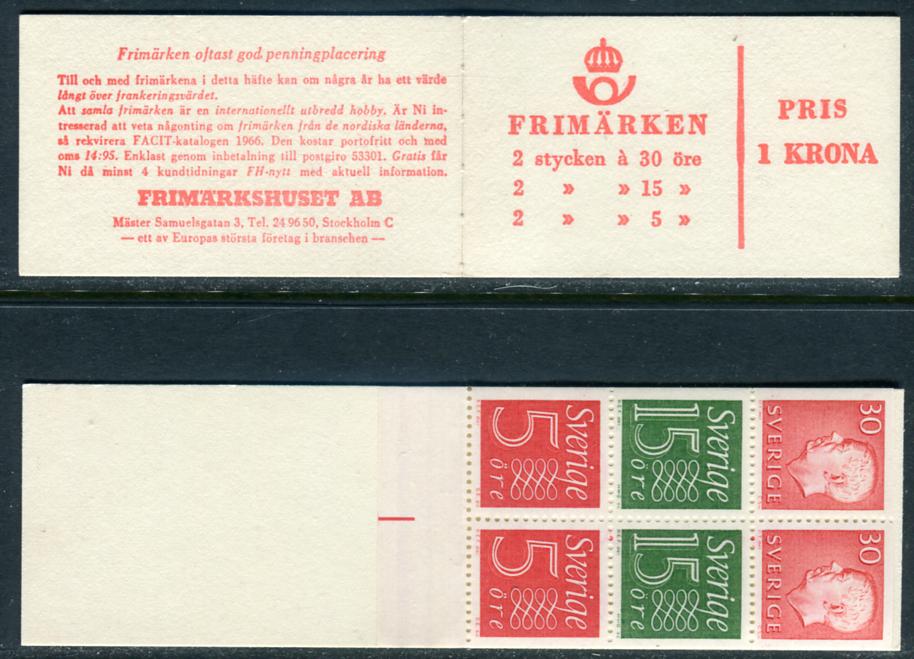 Frimärken oftast god penningplacering
Till och med frimärkena i detta häfte kan om några år ha ett värde
långt över frankeringsvärdet.
Att samla frimärken är en internationellt utbredd hobby. Är Ni in-
tresserad att veta någonting om frimärken från de nordiska länderna,
så rekvirera FACIT-katalogen 1966. Den kostar portofritt och med
oms 14:95. Enklast genom inbetalning till postgiro 53301. Gratis får
Ni då minst 4 kundtidningar FH-nytt med aktuell information.
FRIMÄRKSHUSET AB
Mäster Samuelsgatan 3, Tel. 24 96 50, Stockholm C
— ett av Europas största företag i branschen —
FRIMÄRKEN
2 stycken à 30 öre
2 » » 15 »
2 » » 5 »
PRIS
1 KRONA
Sverige
5 öre
Sverige
15 öre
30
SVERIGE
Sverige
5 öre
Sverige
15 öre
30
SVERIGE